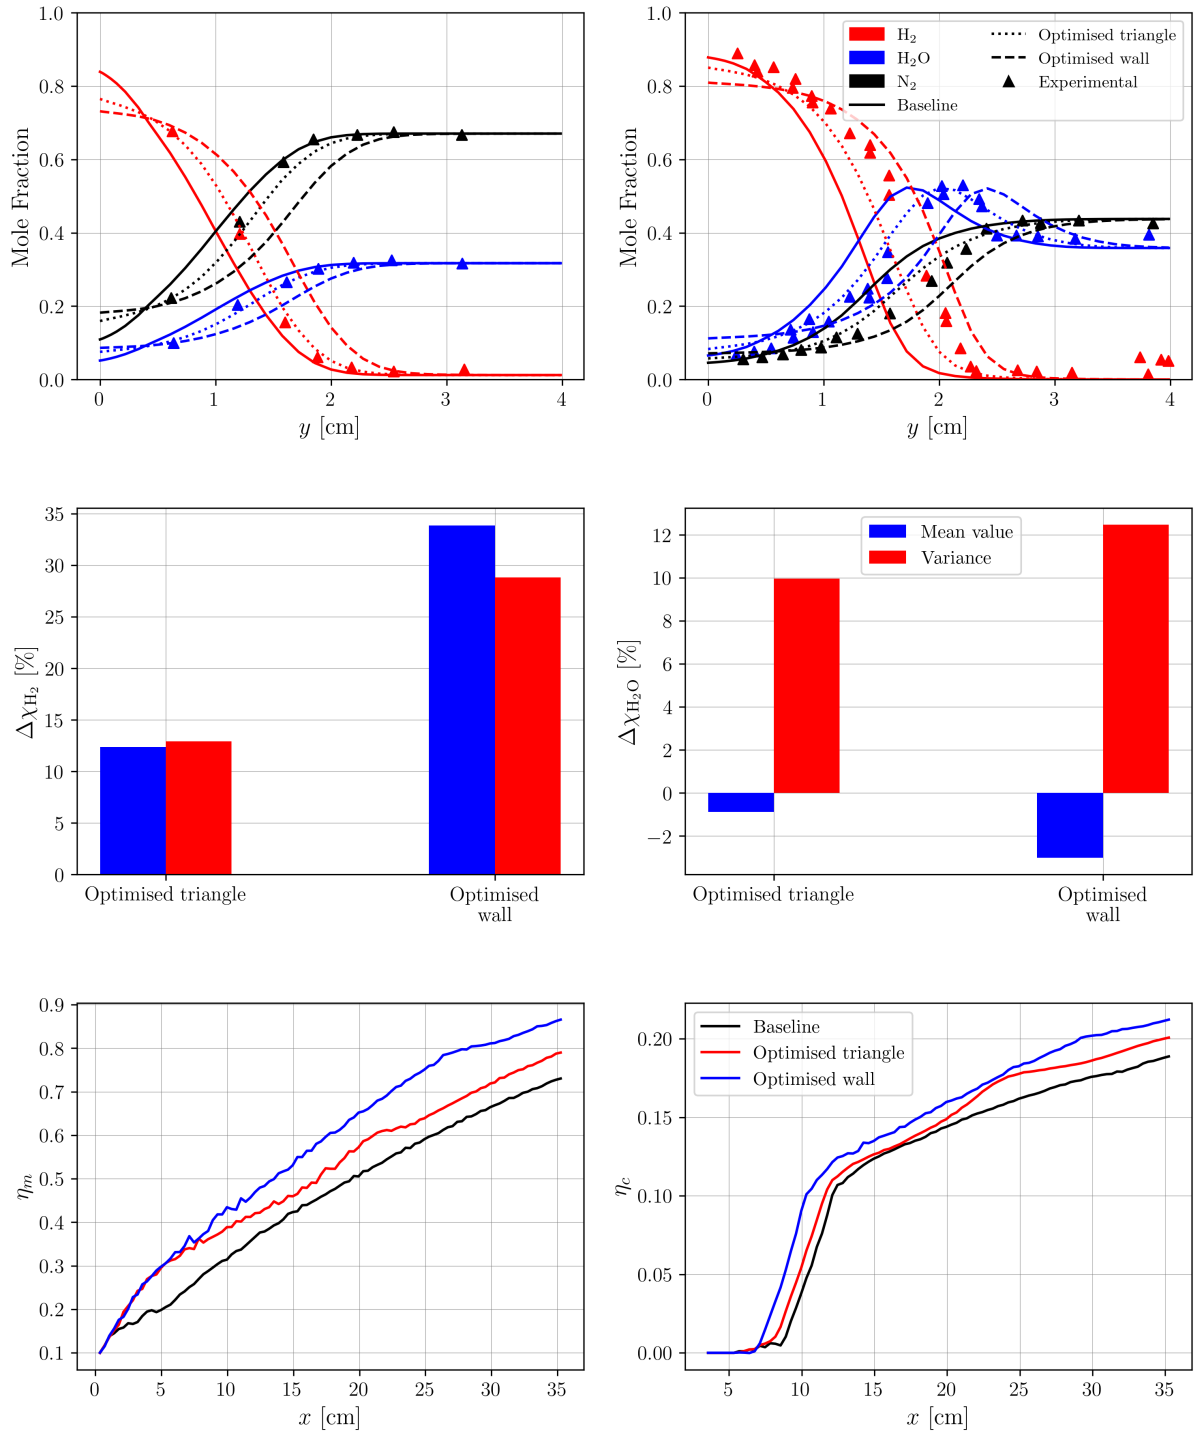 1.0
0.8
0.6
0.4
0.2
0.0
Mole Fraction
0 1 2 3 4
y [cm]
1.0
0.8
0.6
0.4
0.2
0.0
Mole Fraction
0 1 2 3 4
y [cm]
H₂
H₂O
N₂
Baseline
Optimised triangle
Optimised wall
Experimental
35
30
25
20
15
10
5
0
Δχ_H₂ [%]
Optimised triangle
Optimised
wall
12
10
8
6
4
2
0
−2
Δχ_H₂O [%]
Mean value
Variance
Optimised triangle
Optimised
wall
0.9
0.8
0.7
0.6
0.5
0.4
0.3
0.2
0.1
η_m
0 5 10 15 20 25 30 35
x [cm]
0.20
0.15
0.10
0.05
0.00
η_c
Baseline
Optimised triangle
Optimised wall
5 10 15 20 25 30 35
x [cm]